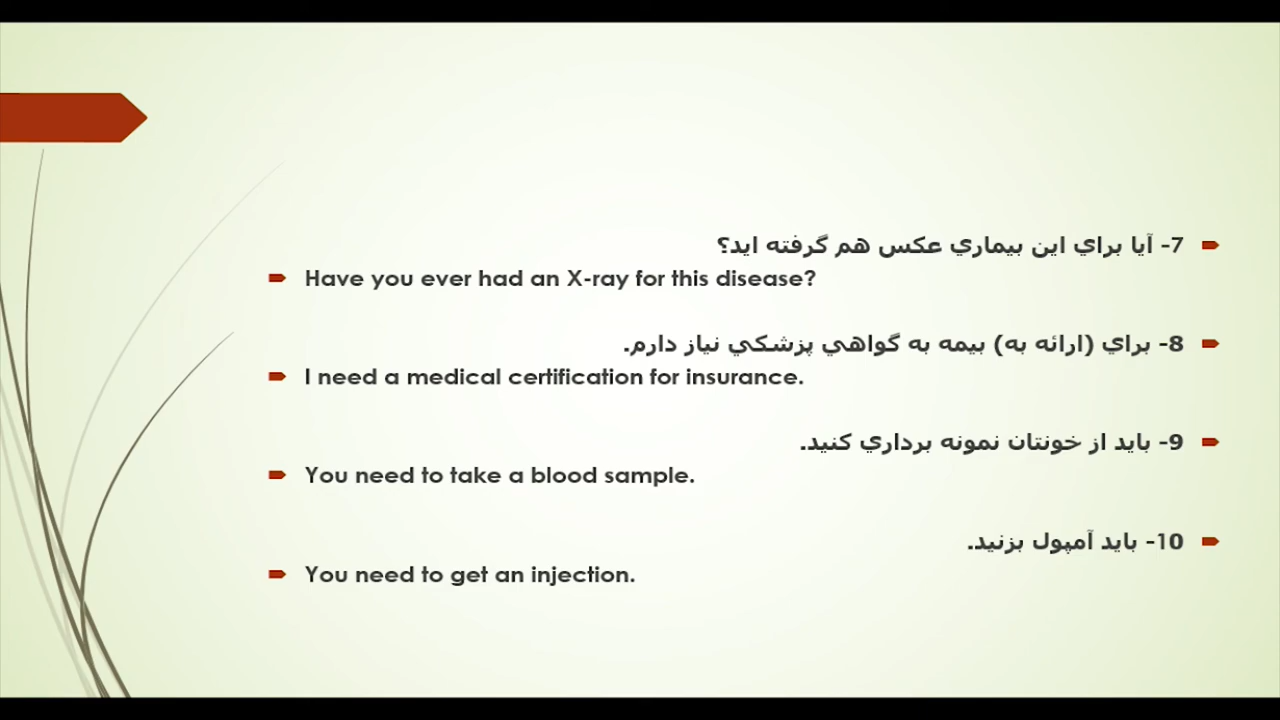 7- آيا براي اين بيماري عكس هم گرفته ايد؟
Have you ever had an X-ray for this disease?
8- براي (ارائه به) بيمه به گواهي پزشكي نياز دارم.
I need a medical certification for insurance.
9- بايد از خونتان نمونه برداري كنيد.
You need to take a blood sample.
10- بايد آمپول بزنيد.
You need to get an injection.